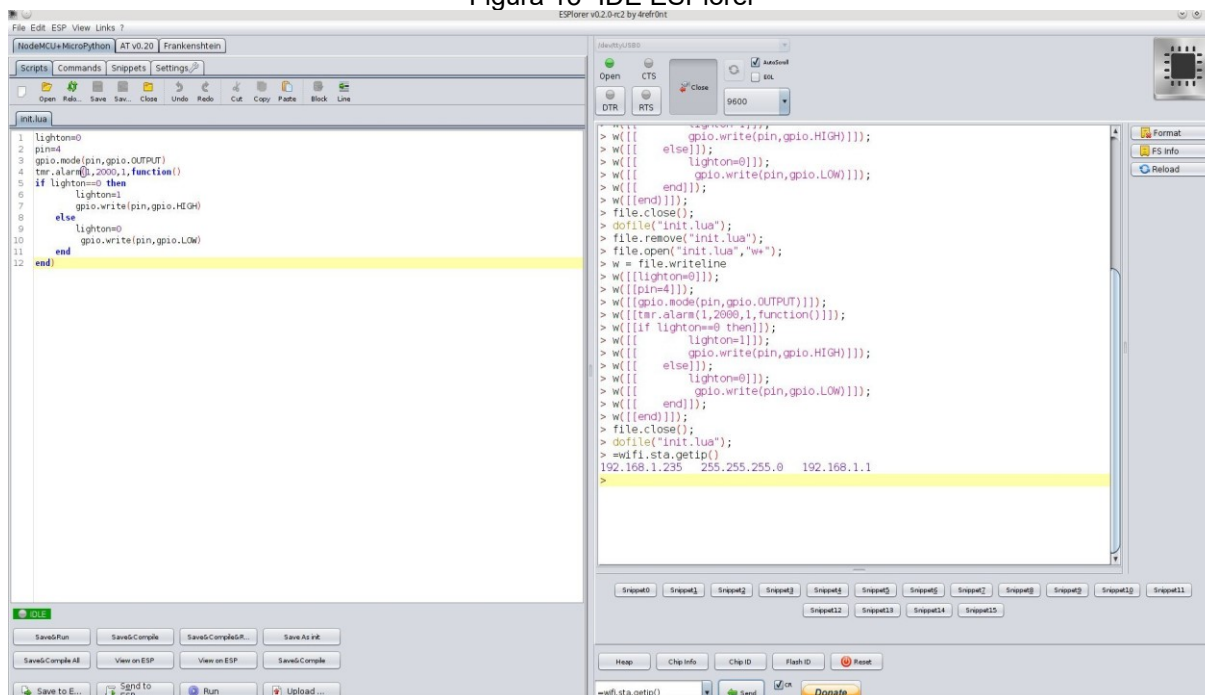 Figura 15- IDE ESPlorer
ESPlorer v0.2.0-rc2 by 4refr0nt
File Edit ESP View Links ?
NodeMCU+MicroPython AT v0.20 Frankenshtein
Scripts Commands Snippets Settings
Open Relo... Save Sav... Close Undo Redo Cut Copy Paste Block Line
init.lua
1 lighton=0
2 pin=4
3 gpio.mode(pin,gpio.OUTPUT)
4 tmr.alarm(1,2000,1,function()
5 if lighton==0 then
6 lighton=1
7 gpio.write(pin,gpio.HIGH)
8 else
9 lighton=0
10 gpio.write(pin,gpio.LOW)
11 end
12 end)
IDLE
Save&Run Save&Compile Save&Compile&R... Save As init
Save&Compile All View on ESP View on ESP Save&Compile
Save to E... Send to ESP Run Upload ...
Open CTS Close AutoScroll
EOL
DTR RTS 9600
> w([[ gpio.write(pin,gpio.HIGH)]]);
> w([[ else]]);
> w([[ lighton=0]]);
> w([[ gpio.write(pin,gpio.LOW)]]);
> w([[ end]]);
> w([[end)]]);
> file.close();
> dofile("init.lua");
> file.remove("init.lua");
> file.open("init.lua","w+");
> w = file.writeline
> w([[lighton=0]]);
> w([[pin=4]]);
> w([[gpio.mode(pin,gpio.OUTPUT)]]);
> w([[tmr.alarm(1,2000,1,function()]]);
> w([[if lighton==0 then]]);
> w([[ lighton=1]]);
> w([[ gpio.write(pin,gpio.HIGH)]]);
> w([[ else]]);
> w([[ lighton=0]]);
> w([[ gpio.write(pin,gpio.LOW)]]);
> w([[ end]]);
> w([[end)]]);
> file.close();
> dofile("init.lua");
> =wifi.sta.getip()
192.168.1.235 255.255.255.0 192.168.1.1
>
Format
FS Info
Reload
Snippet0 Snippet1 Snippet2 Snippet3 Snippet4 Snippet5 Snippet6 Snippet7 Snippet8 Snippet9 Snippet10 Snippet11
Snippet12 Snippet13 Snippet14 Snippet15
Heap Chip Info Chip ID Flash ID Reset
=wifi.sta.getip() Send CR Donate